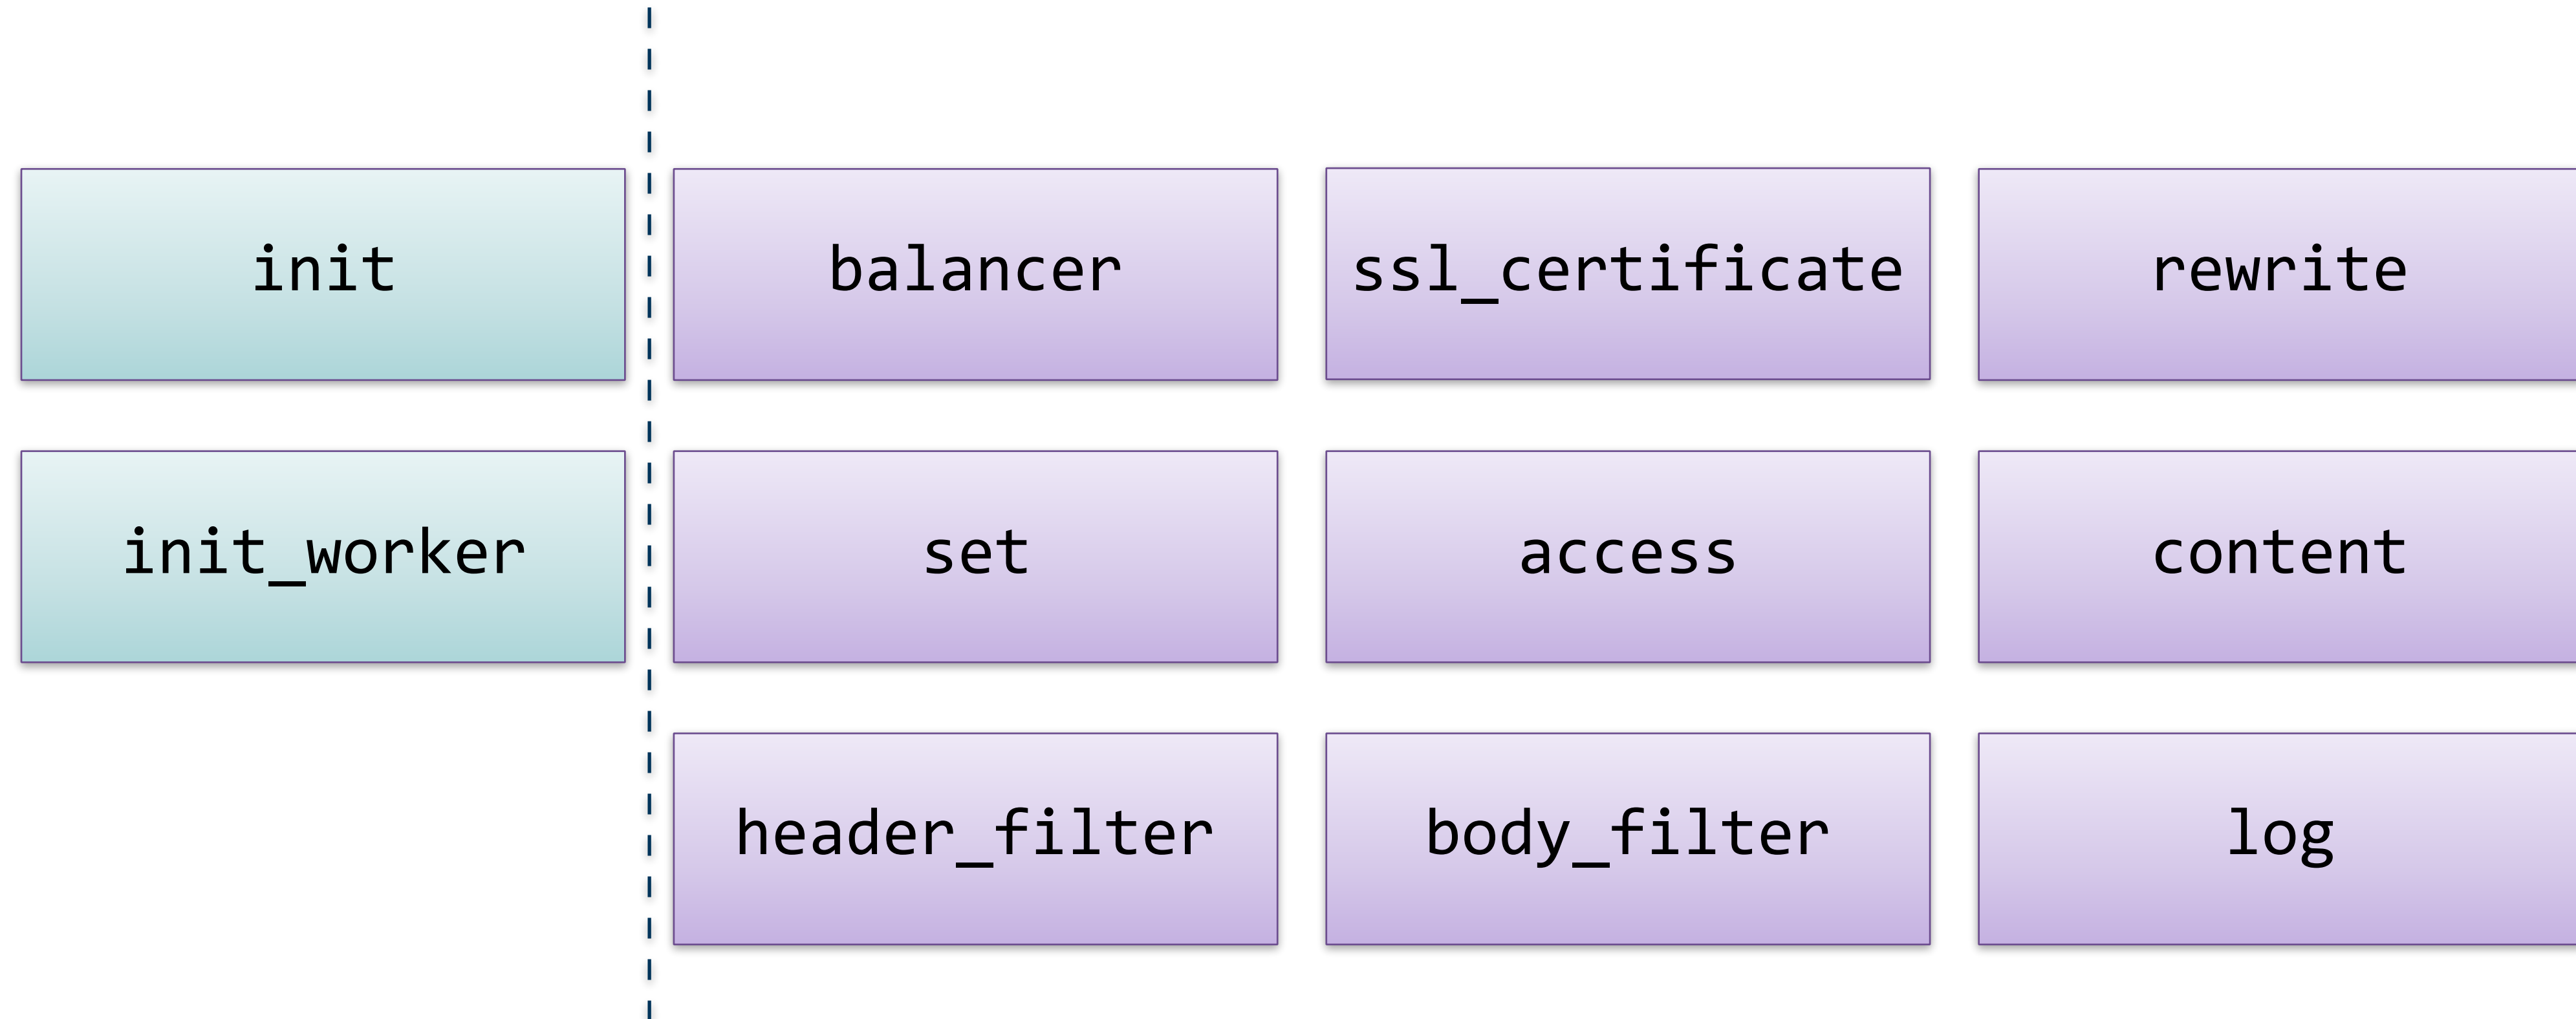 init
balancer
ssl_certificate
rewrite
init_worker
set
access
content
header_filter
body_filter
log